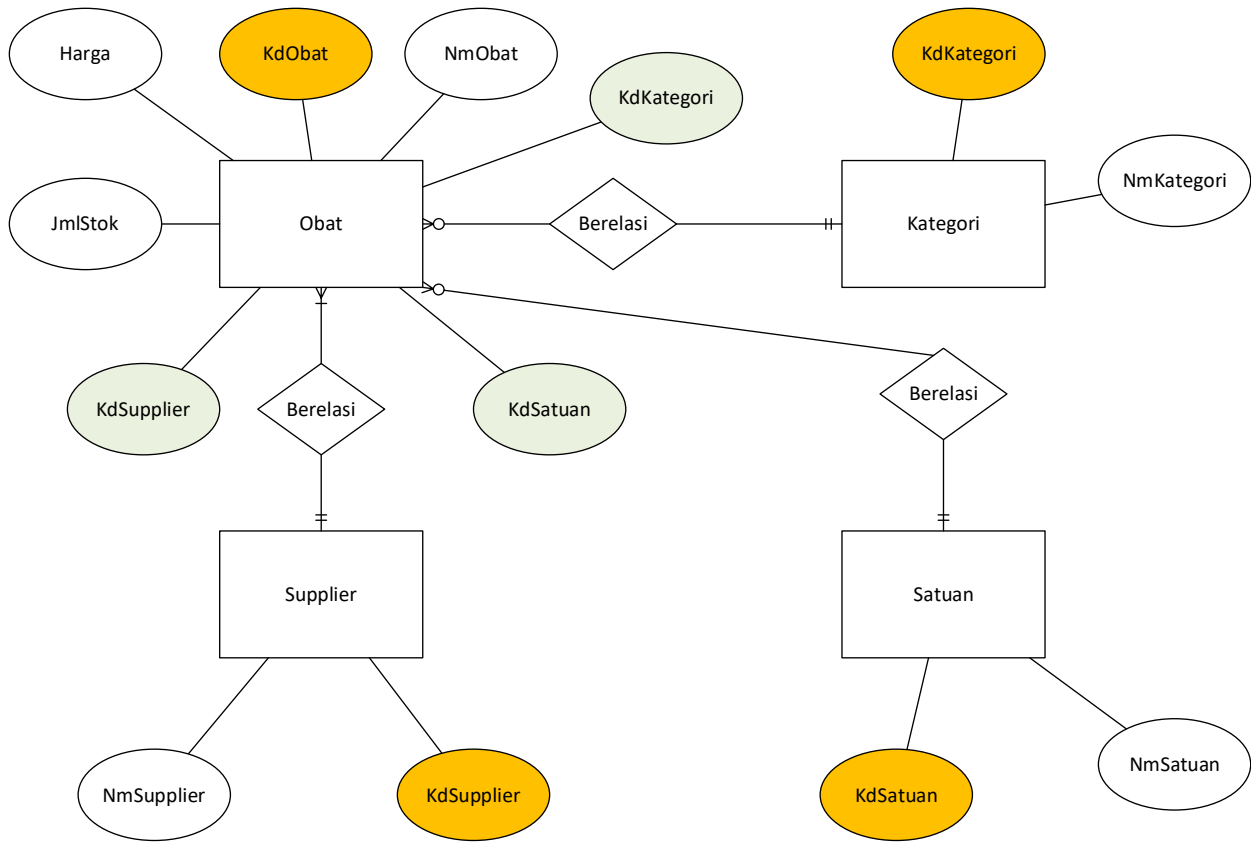 Harga
KdObat
NmObat
KdKategori
KdKategori
NmKategori
JmlStok
Obat
Berelasi
Kategori
KdSupplier
Berelasi
KdSatuan
Berelasi
Supplier
Satuan
NmSupplier
KdSupplier
KdSatuan
NmSatuan